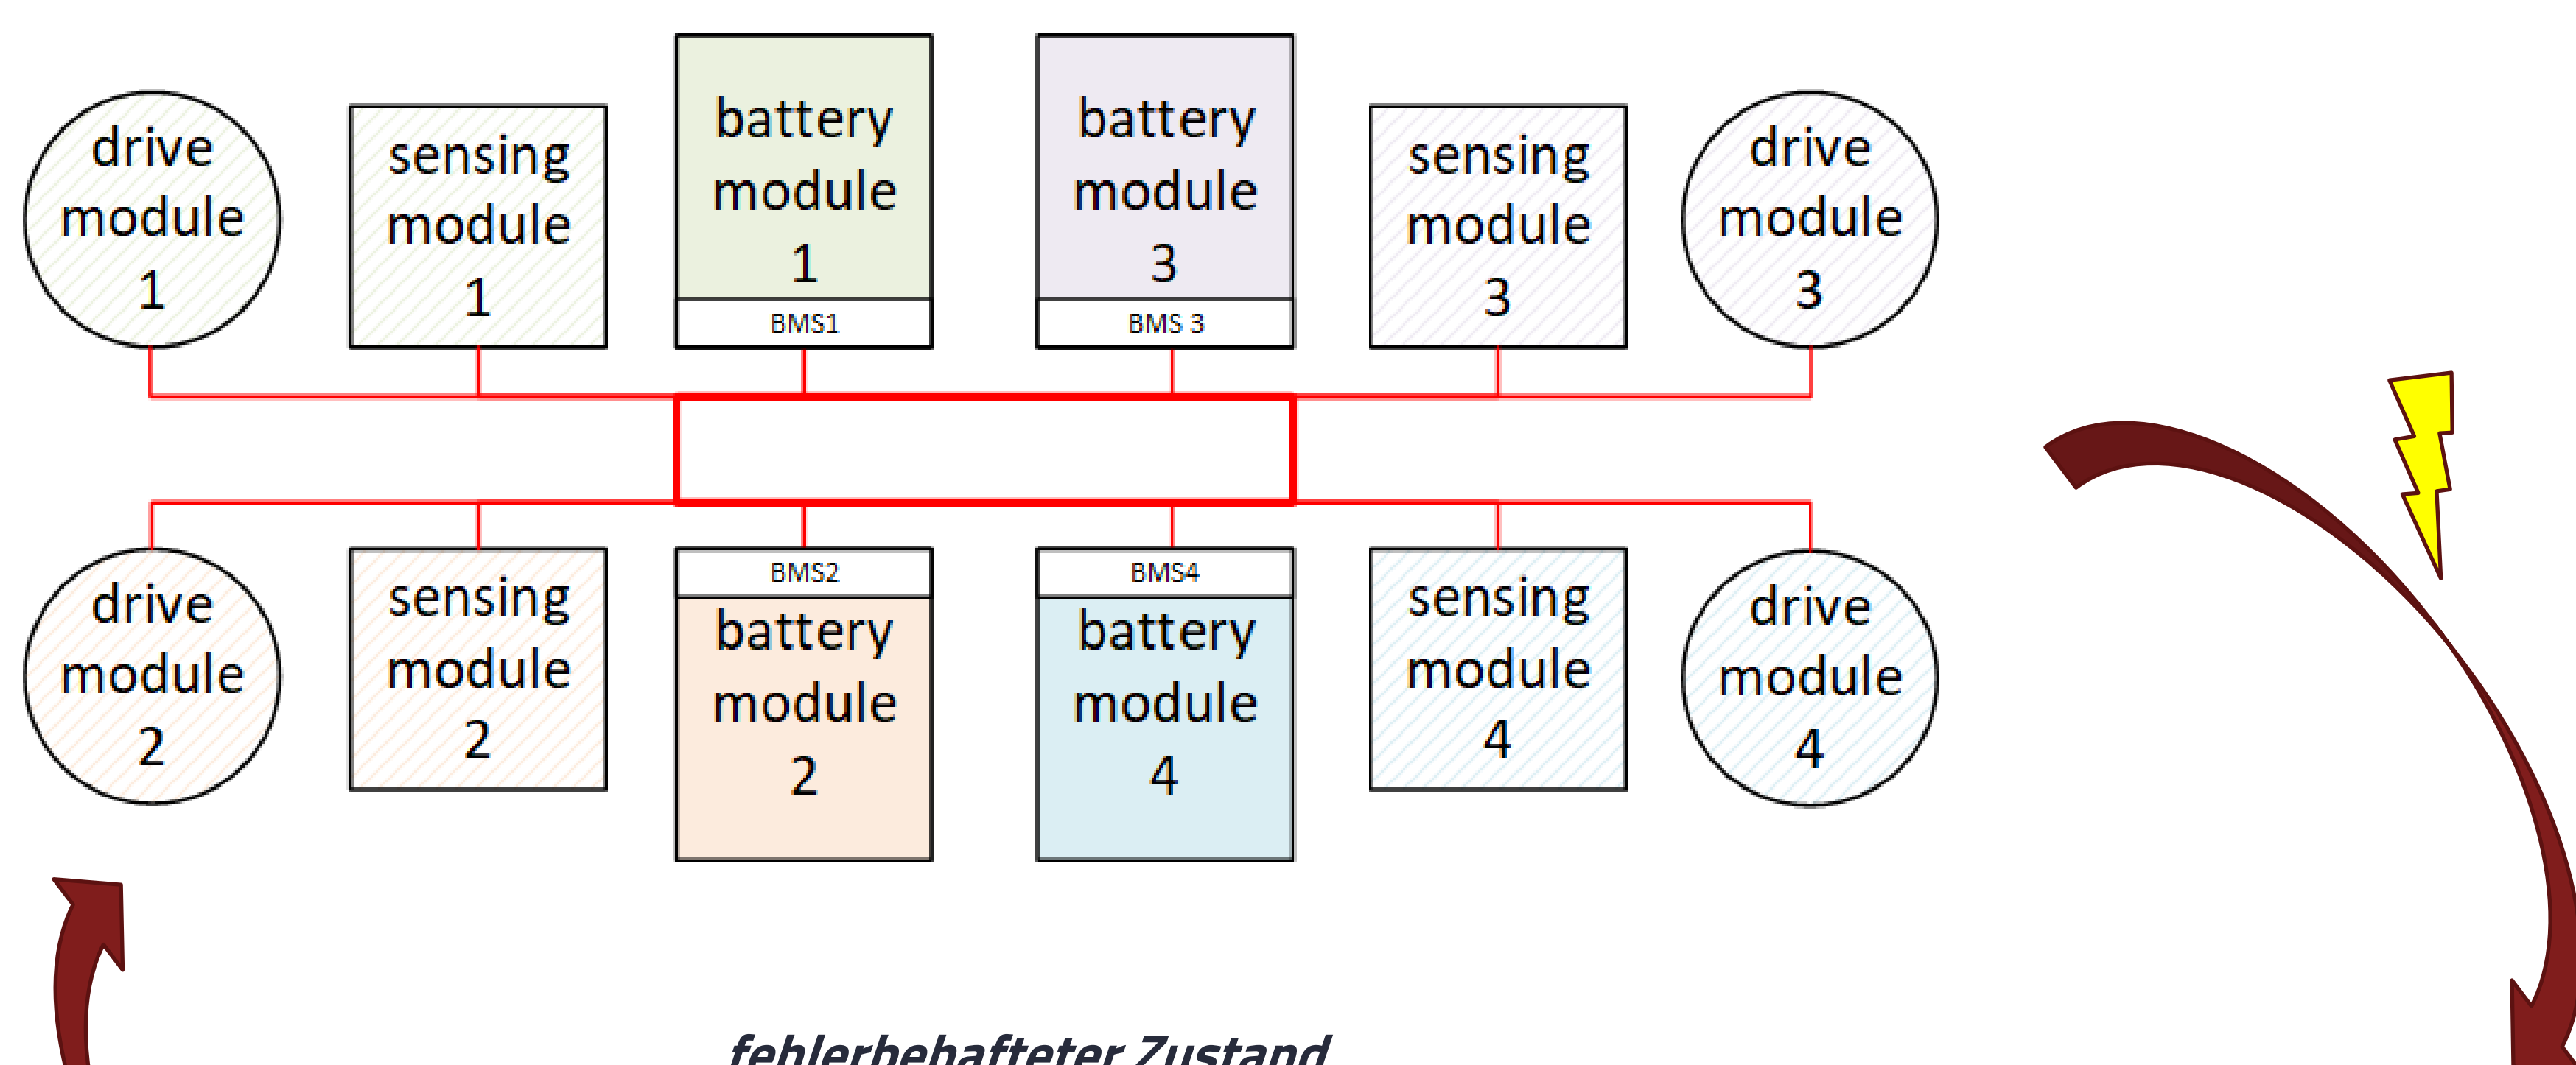 drive
module
1
sensing
module
1
battery
module
1
BMS1
battery
module
3
BMS 3
sensing
module
3
drive
module
3
drive
module
2
sensing
module
2
BMS2
battery
module
2
BMS4
battery
module
4
sensing
module
4
drive
module
4
fehlerbehafteter Zustand